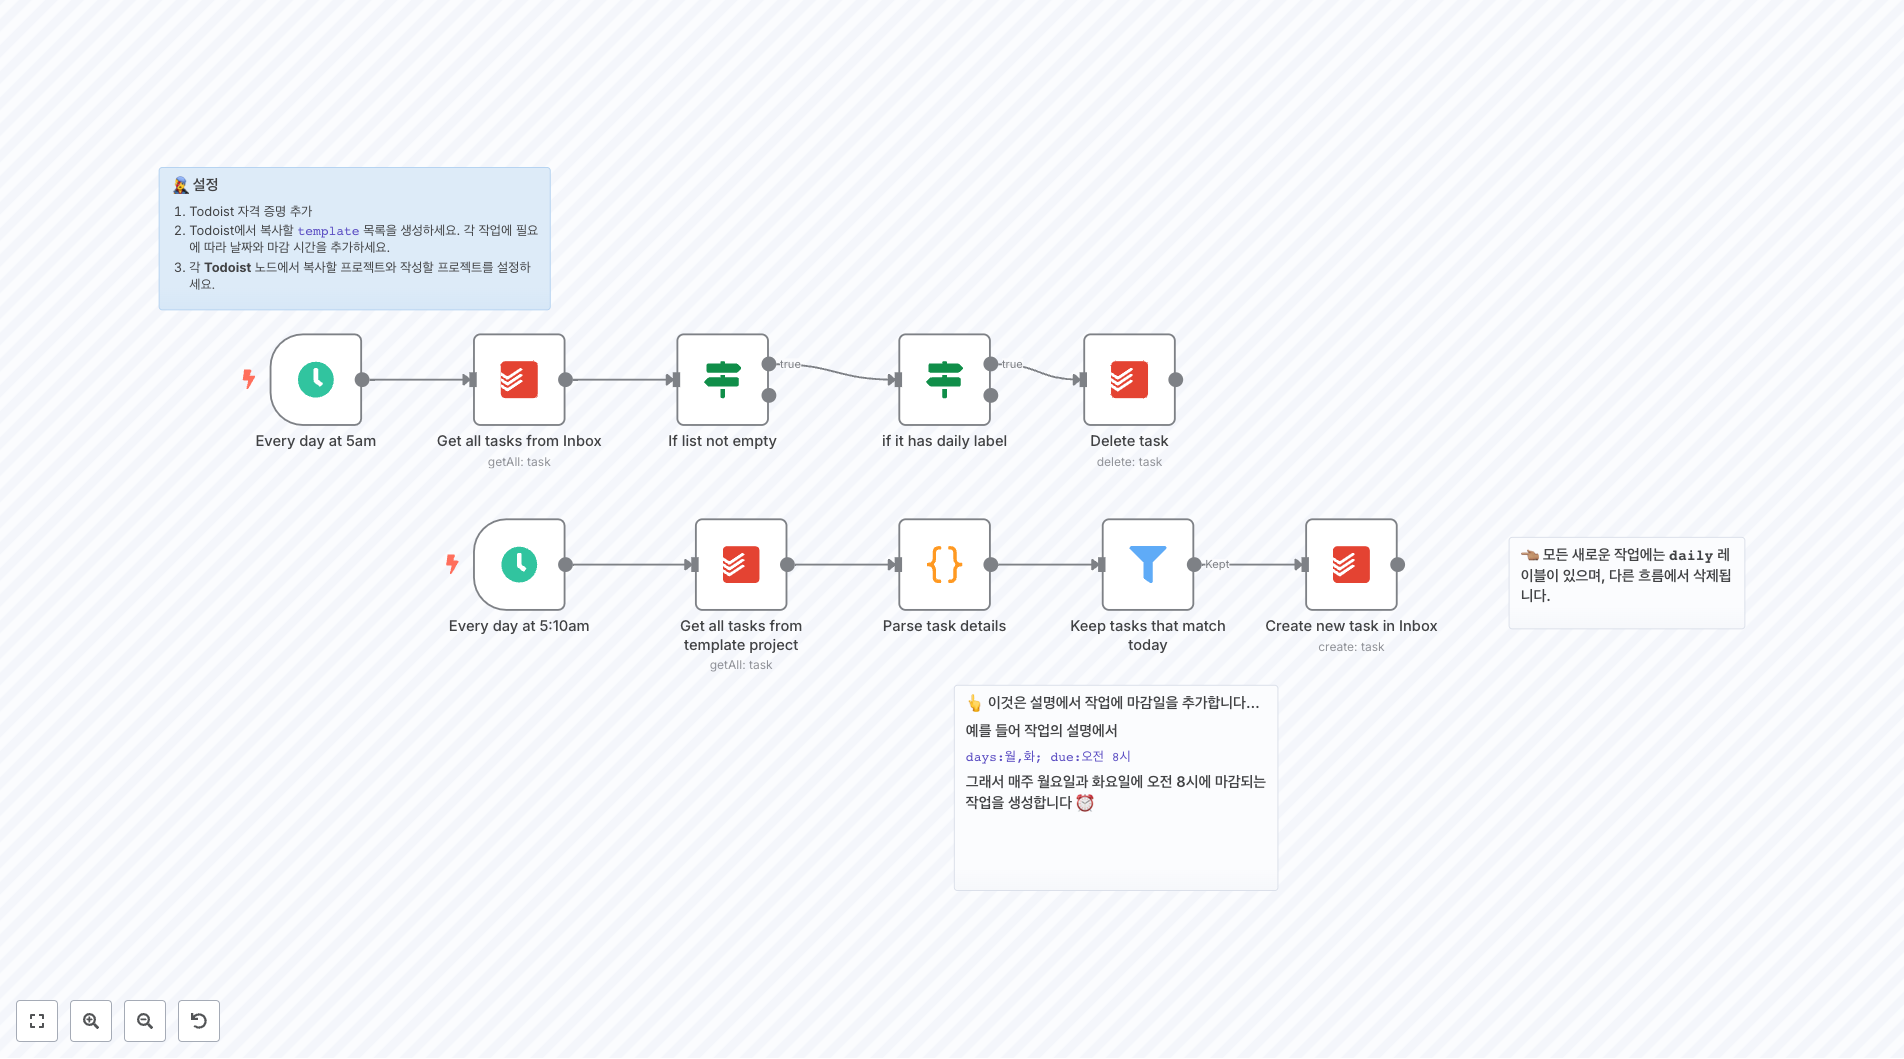 👩‍🎤 설정
1. Todoist 자격 증명 추가
2. Todoist에서 복사할 template 목록을 생성하세요. 각 작업에 필요
에 따라 날짜와 마감 시간을 추가하세요.
3. 각 Todoist 노드에서 복사할 프로젝트와 작성할 프로젝트를 설정하
세요.
true
true
Every day at 5am
Get all tasks from Inbox
getAll: task
If list not empty
if it has daily label
Delete task
delete: task
Kept
Every day at 5:10am
Get all tasks from
template project
getAll: task
Parse task details
Keep tasks that match
today
Create new task in Inbox
create: task
👈🏽 모든 새로운 작업에는 daily 레
이블이 있으며, 다른 흐름에서 삭제됩
니다.
👆 이것은 설명에서 작업에 마감일을 추가합니다...
예를 들어 작업의 설명에서
days:월,화; due:오전 8시
그래서 매주 월요일과 화요일에 오전 8시에 마감되는
작업을 생성합니다 ⏰